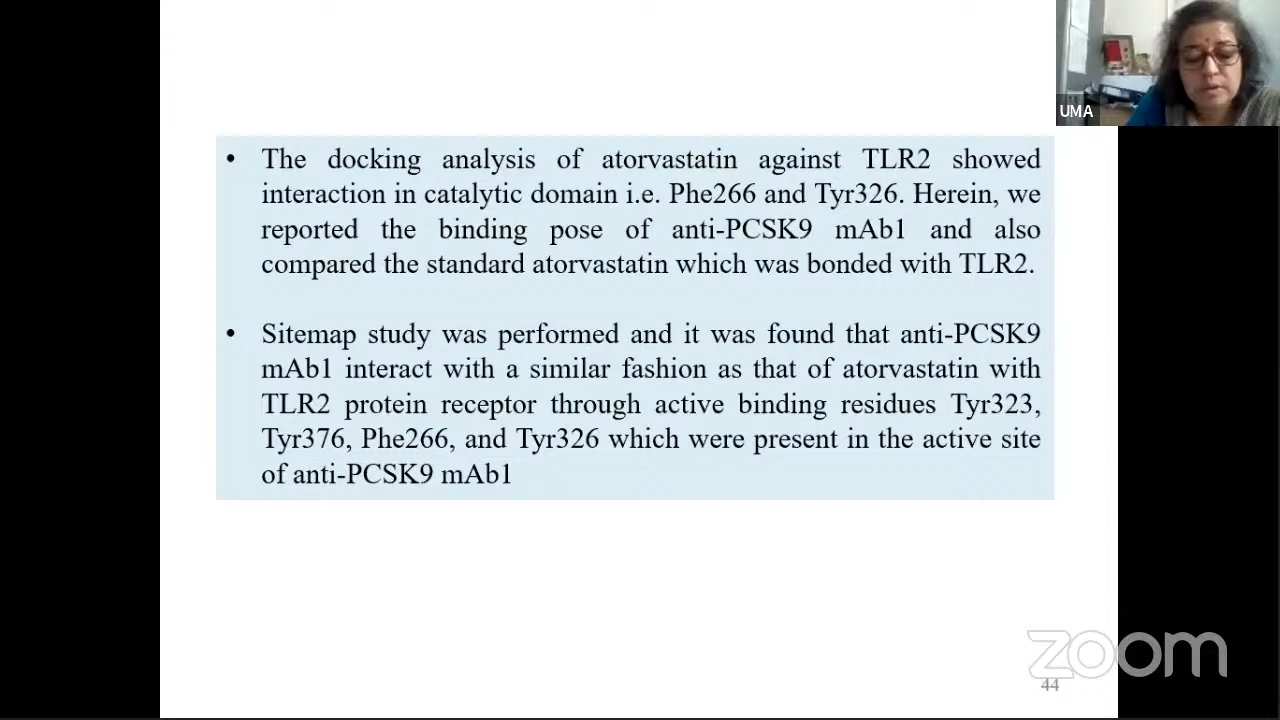 UMA
• The docking analysis of atorvastatin against TLR2 showed
interaction in catalytic domain i.e. Phe266 and Tyr326. Herein, we
reported the binding pose of anti-PCSK9 mAb1 and also
compared the standard atorvastatin which was bonded with TLR2.
• Sitemap study was performed and it was found that anti-PCSK9
mAb1 interact with a similar fashion as that of atorvastatin with
TLR2 protein receptor through active binding residues Tyr323,
Tyr376, Phe266, and Tyr326 which were present in the active site
of anti-PCSK9 mAb1
zoom
44